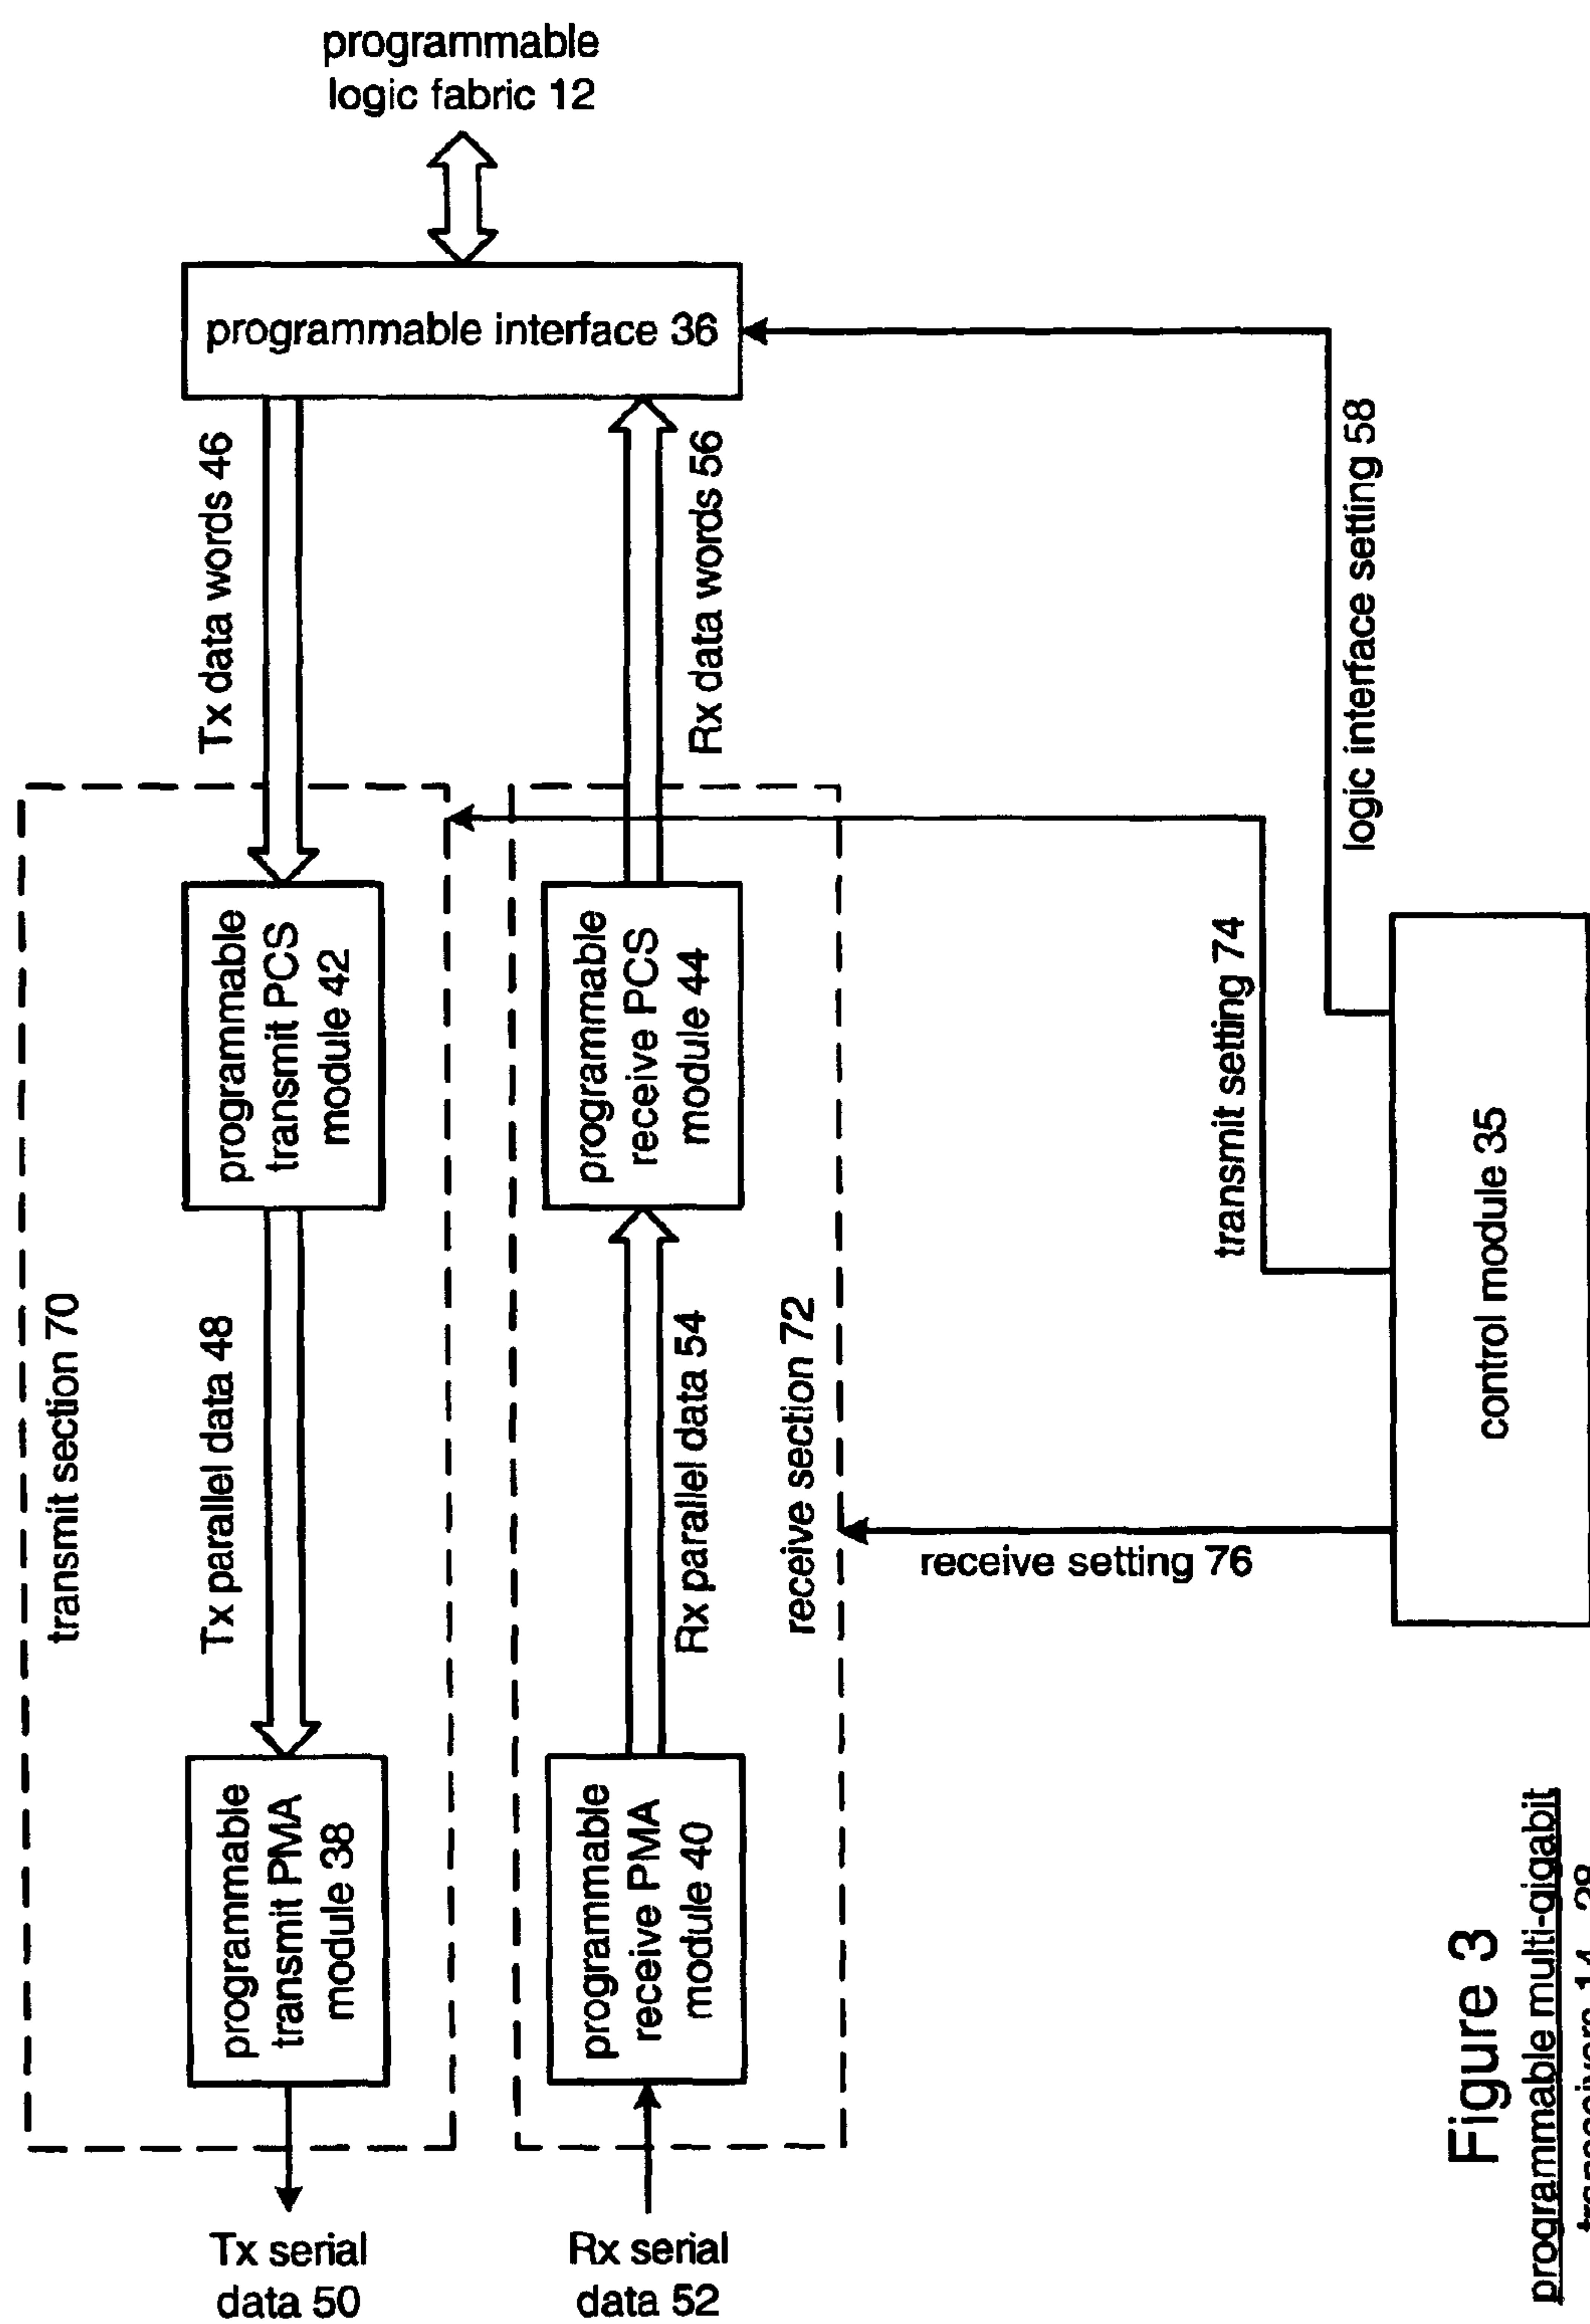 programmable
logic fabric 12
programmable interface 36
Tx data words 46
Rx data words 56
logic interface setting 58
transmit section 70
programmable
transmit PCS
module 42
programmable
receive PCS
module 44
transmit setting 74
Tx parallel data 48
Rx parallel data 54
receive section 72
receive setting 76
control module 35
programmable
transmit PMA
module 38
programmable
receive PMA
module 40
Tx serial
data 50
Rx serial
data 52
Figure 3
programmable multi-gigabit
transceivers 14 - 28